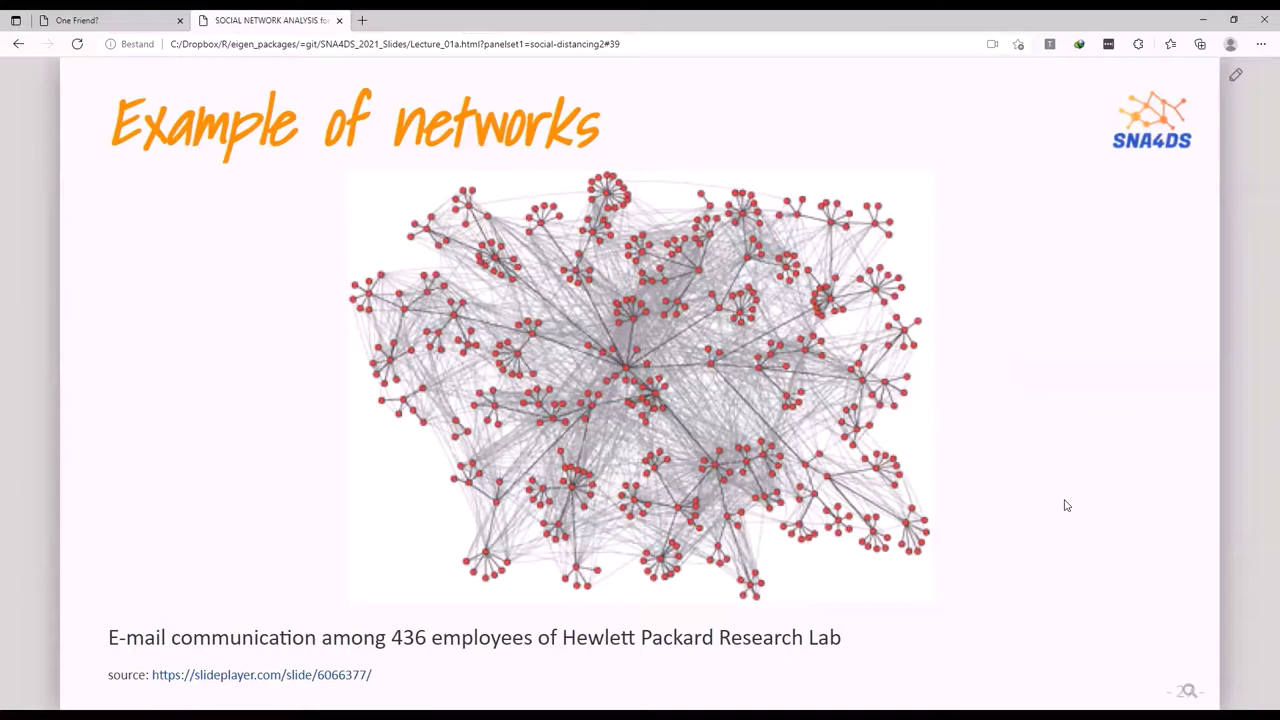 One Friend?
SOCIAL NETWORK ANALYSIS for
Bestand
C:/Dropbox/R/eigen_packages/=git/SNA4DS_2021_Slides/Lecture_01a.html?panelset1=social-distancing2#39
Example of networks
SNA4DS
E-mail communication among 436 employees of Hewlett Packard Research Lab
source: https://slideplayer.com/slide/6066377/